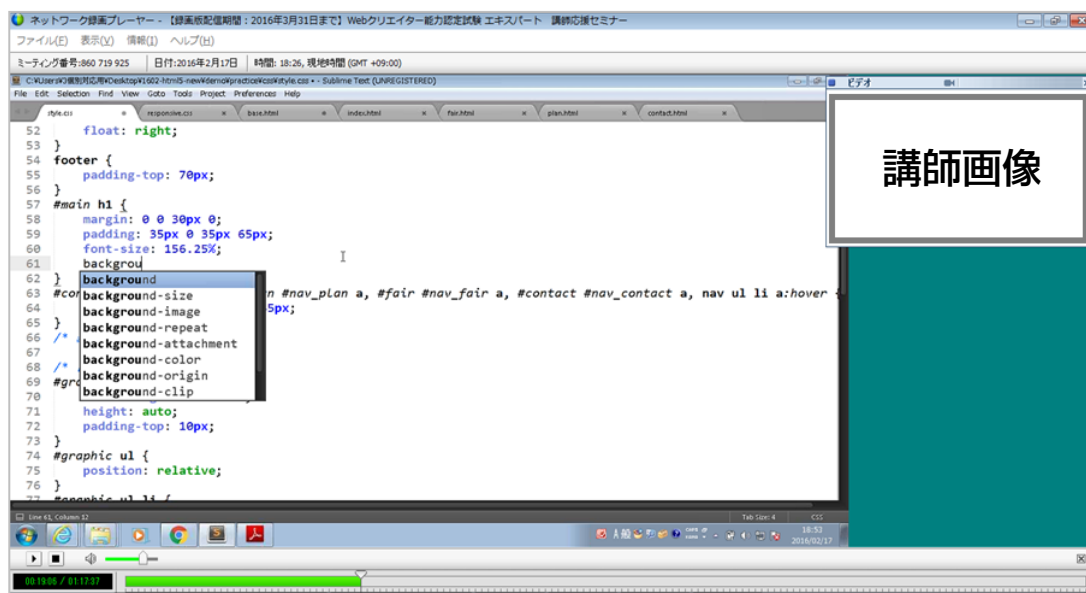 ネットワーク録画プレーヤー - 【録画版配信期間：2016年3月31日まで】Webクリエイター能力認定試験 エキスパート 講師応援セミナー
ファイル(F) 表示(V) 情報(I) ヘルプ(H)
ミーティング番号:860 719 925 日付:2016年2月17日 時間: 18:26, 現地時間 (GMT +09:00)
style.css • - Sublime Text (UNREGISTERED)
ビデオ
File Edit Selection Find View Goto Tools Project Preferences Help
style.css responsive.css base.html index.html fair.html plan.html contact.html
講師画像
52 float: right;
53 }
54 footer {
55 padding-top: 70px;
56 }
57 #main h1 {
58 margin: 0 0 30px 0;
59 padding: 35px 0 35px 65px;
60 font-size: 156.25%;
61 backgrou
62 }
background
63 #con n #nav_plan a, #fair #nav_fair a, #contact #nav_contact a, nav ul li a:hover {
background-size
64 5px;
background-image
65 }
background-repeat
66 /*
background-attachment
67
background-color
68 /*
background-origin
69 #gra
background-clip
70
71 height: auto;
72 padding-top: 10px;
73 }
74 #graphic ul {
75 position: relative;
76 }
77 #graphic ul li {
Line 61, Column 12 Tab Size: 4 CSS
18:53
2016/02/17
00:19:06 / 01:17:37